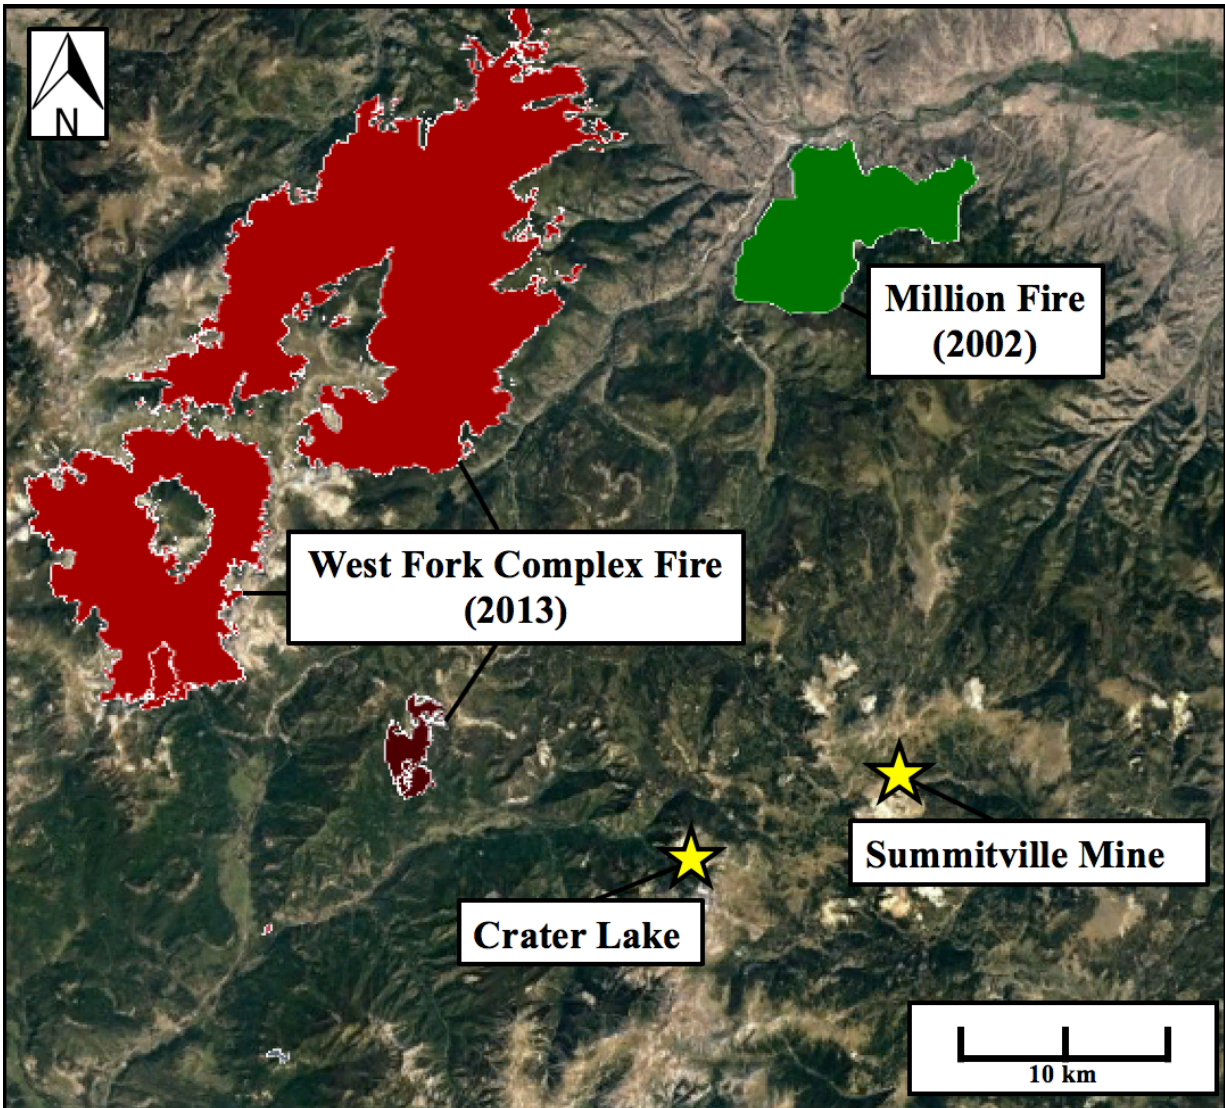 N
Million Fire
(2002)
West Fork Complex Fire
(2013)
Summitville Mine
Crater Lake
10 km